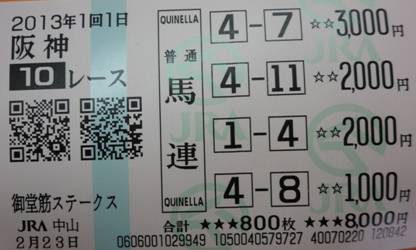 2013年1回1日
阪神
10レース
御堂筋ステークス
JRA 中山
2月23日
QUINELLA
普通
馬連
QUINELLA
4-7 ☆☆3,000円
4-11 ☆☆2,000円
1-4 ☆☆2,000円
4-8 ☆☆1,000円
合計 ★★★800枚 ★★★8,000円
0606001029949 1050040579727 40070220 120842
JRA
JRA